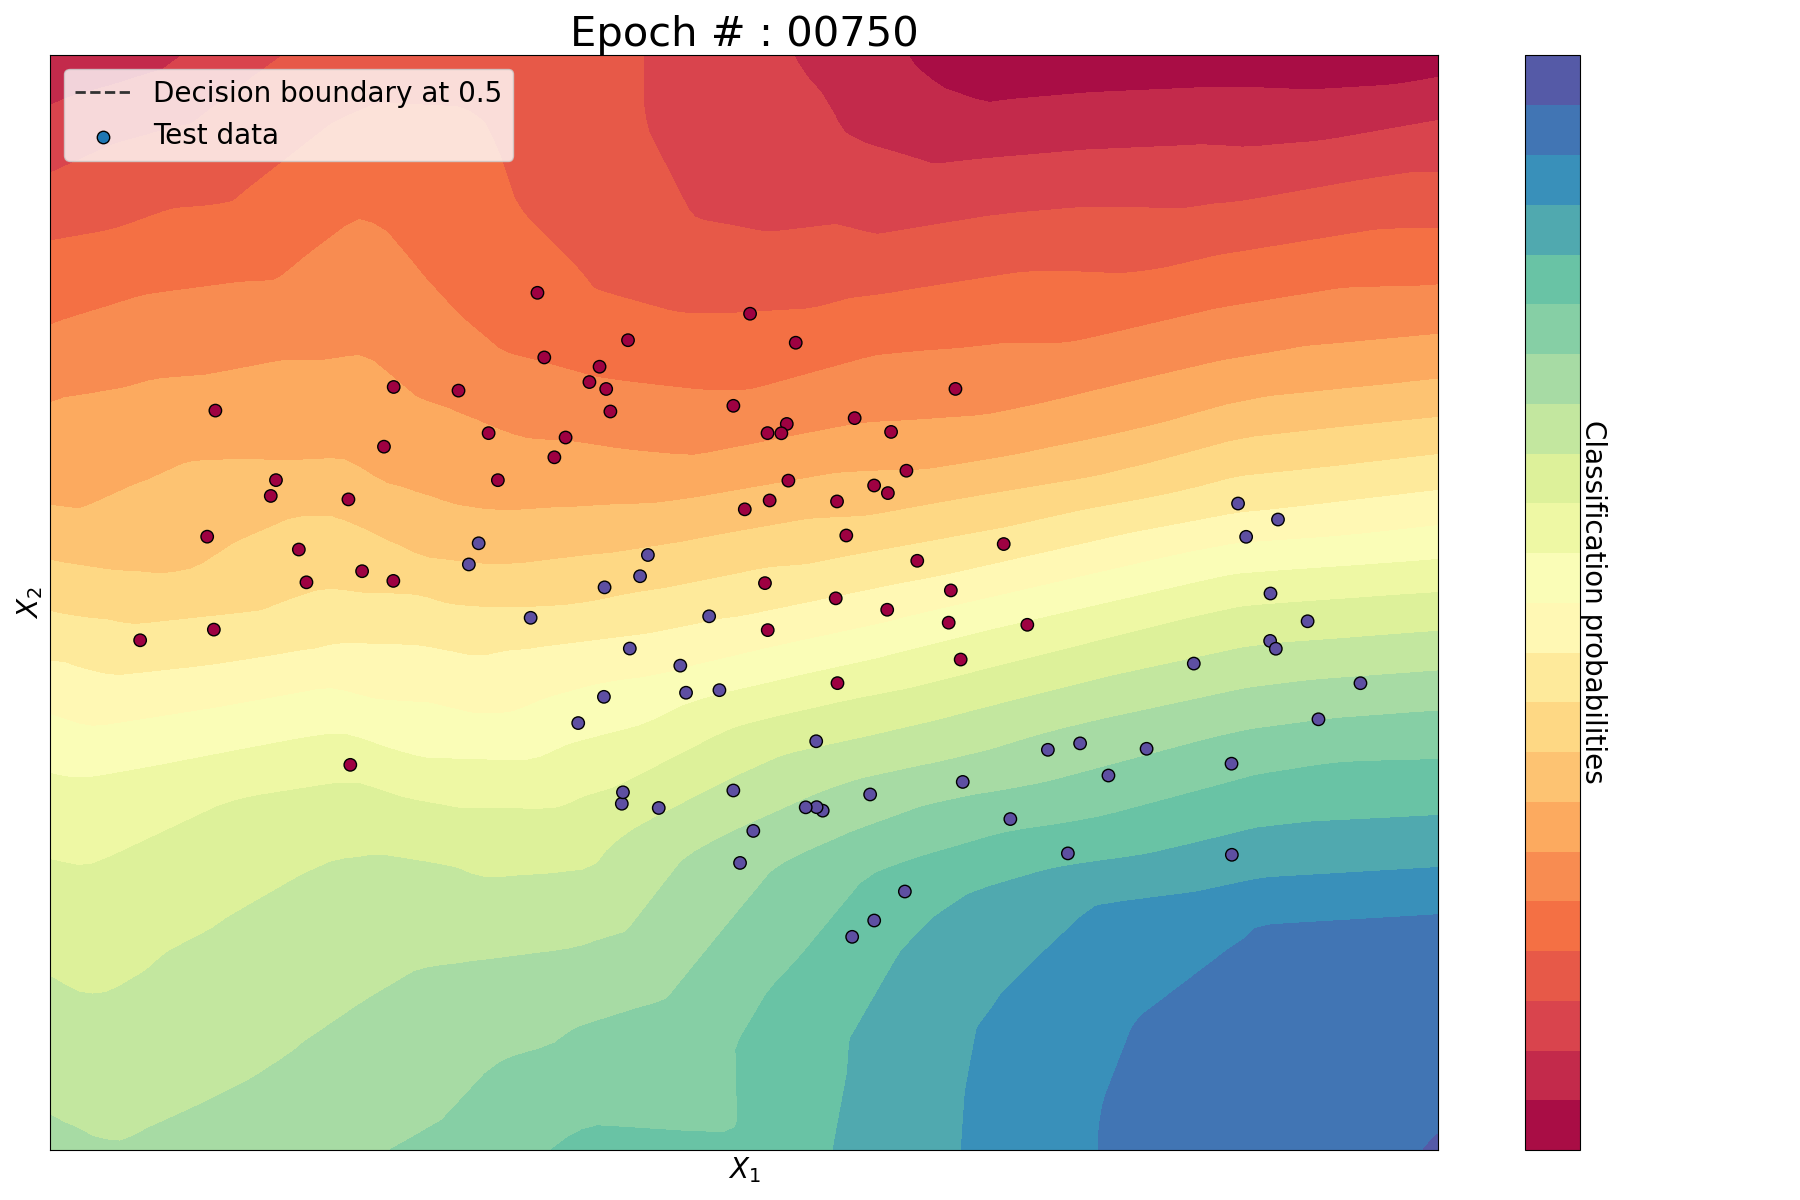 Epoch # : 00750
Decision boundary at 0.5
Test data
X₂
X₁
Classification probabilities